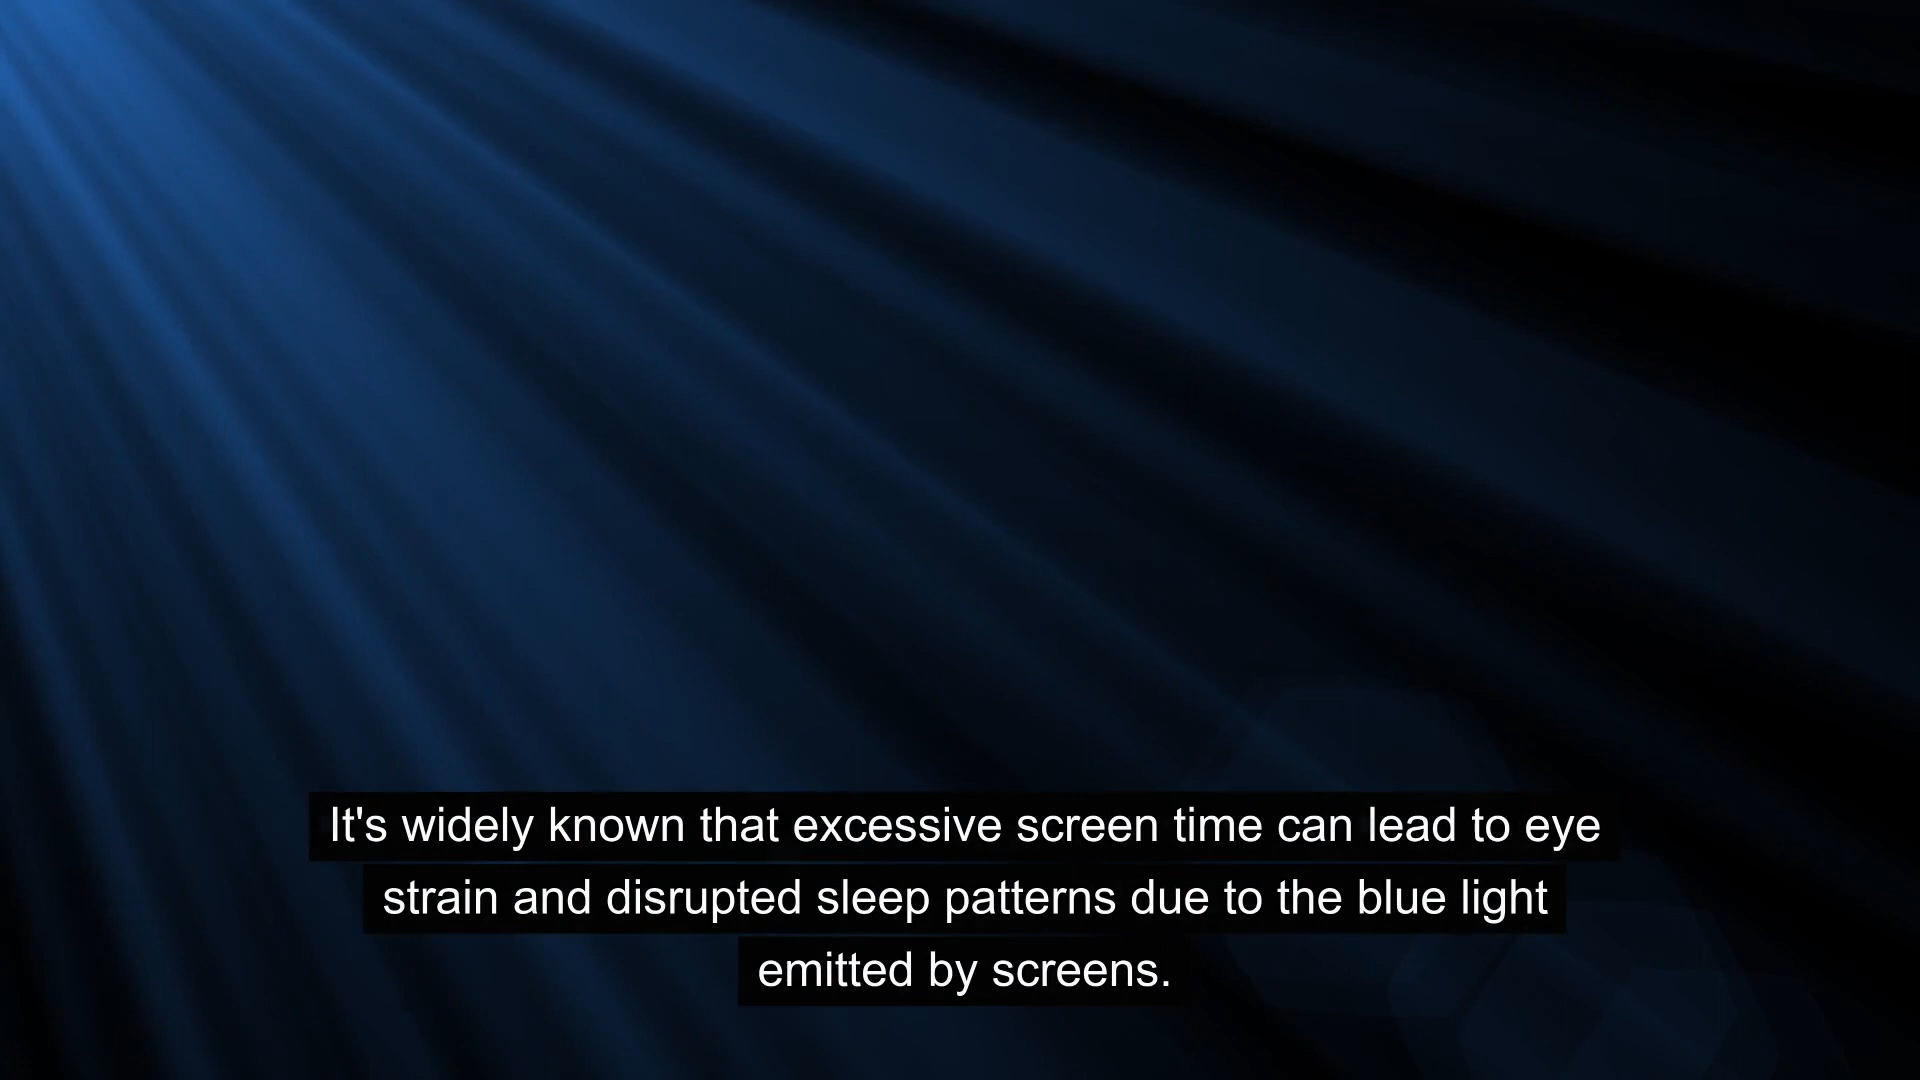 It's widely known that excessive screen time can lead to eye
strain and disrupted sleep patterns due to the blue light
emitted by screens.